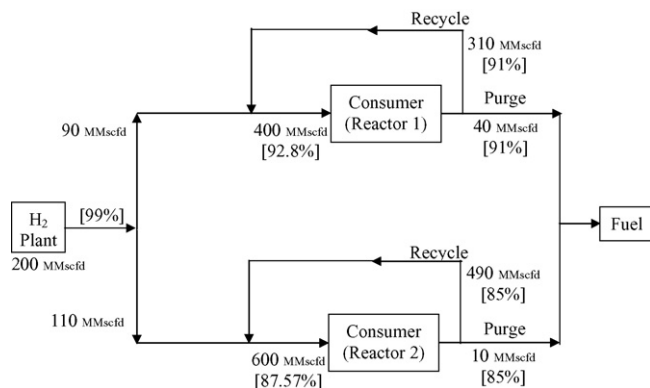 Recycle
310 MMscfd
[91%]
Consumer
(Reactor 1)
Purge
90 MMscfd
400 MMscfd
[92.8%]
40 MMscfd
[91%]
H₂
Plant
[99%]
200 MMscfd
Fuel
Recycle
490 MMscfd
[85%]
110 MMscfd
Consumer
(Reactor 2)
Purge
600 MMscfd
[87.57%]
10 MMscfd
[85%]